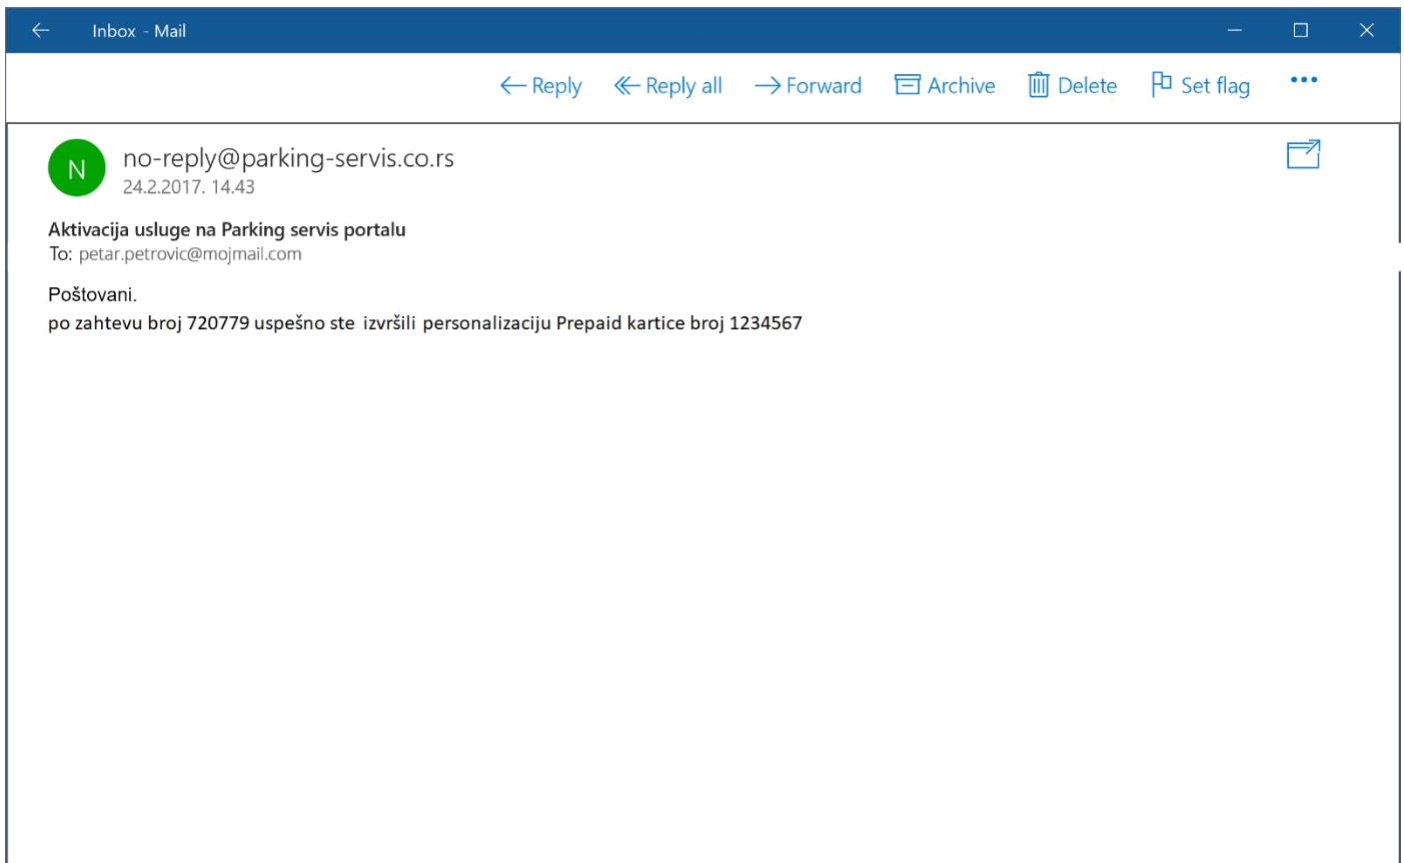 Inbox - Mail
Reply Reply all Forward Archive Delete Set flag
N
no-reply@parking-servis.co.rs
24.2.2017. 14.43
Aktivacija usluge na Parking servis portalu
To: petar.petrovic@mojmail.com
Poštovani.
po zahtevu broj 720779 uspešno ste izvršili personalizaciju Prepaid kartice broj 1234567